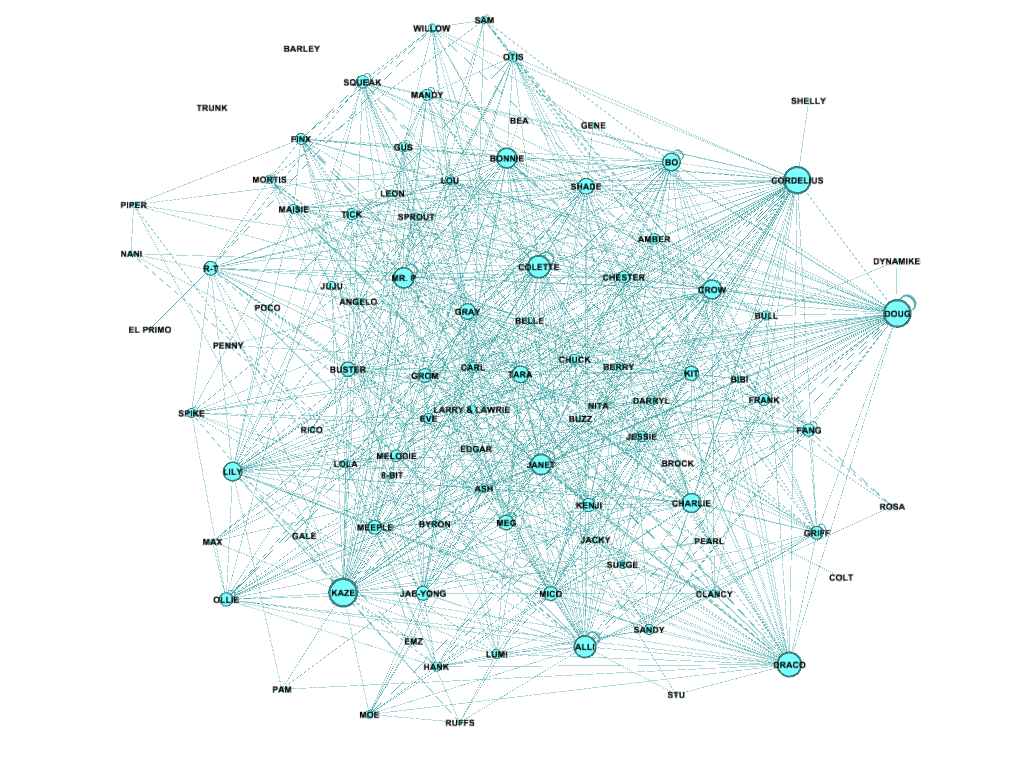 SAM
WILLOW
BARLEY
OTIS
SQUEAK
MANDY
SHELLY
TRUNK
BEA
GENE
FINX
GUS
BONNIE
BO
MORTIS
LOU
CORDELIUS
SHADE
LEON
PIPER
MAISIE
TICK
SPROUT
AMBER
NANI
DYNAMIKE
R-T
COLETTE
MR. P
CHESTER
JUJU
CROW
ANGELO
POCO
GRAY
DOUG
BULL
BELLE
EL PRIMO
PENNY
CHUCK
BUSTER
CARL
BERRY
GROM
TARA
KIT
BIBI
FRANK
DARRYL
NITA
LARRY & LAWRIE
SPIKE
EVE
BUZZ
RICO
FANG
JESSIE
EDGAR
MELODIE
LOLA
JANET
BROCK
LILY
8-BIT
ASH
CHARLIE
KENJI
ROSA
MEG
BYRON
MEEPLE
GRIFF
GALE
JACKY
PEARL
MAX
SURGE
COLT
KAZE
JAE-YONG
MICO
CLANCY
OLLIE
SANDY
EMZ
ALLI
LUMI
DRACO
HANK
PAM
STU
MOE
RUFFS